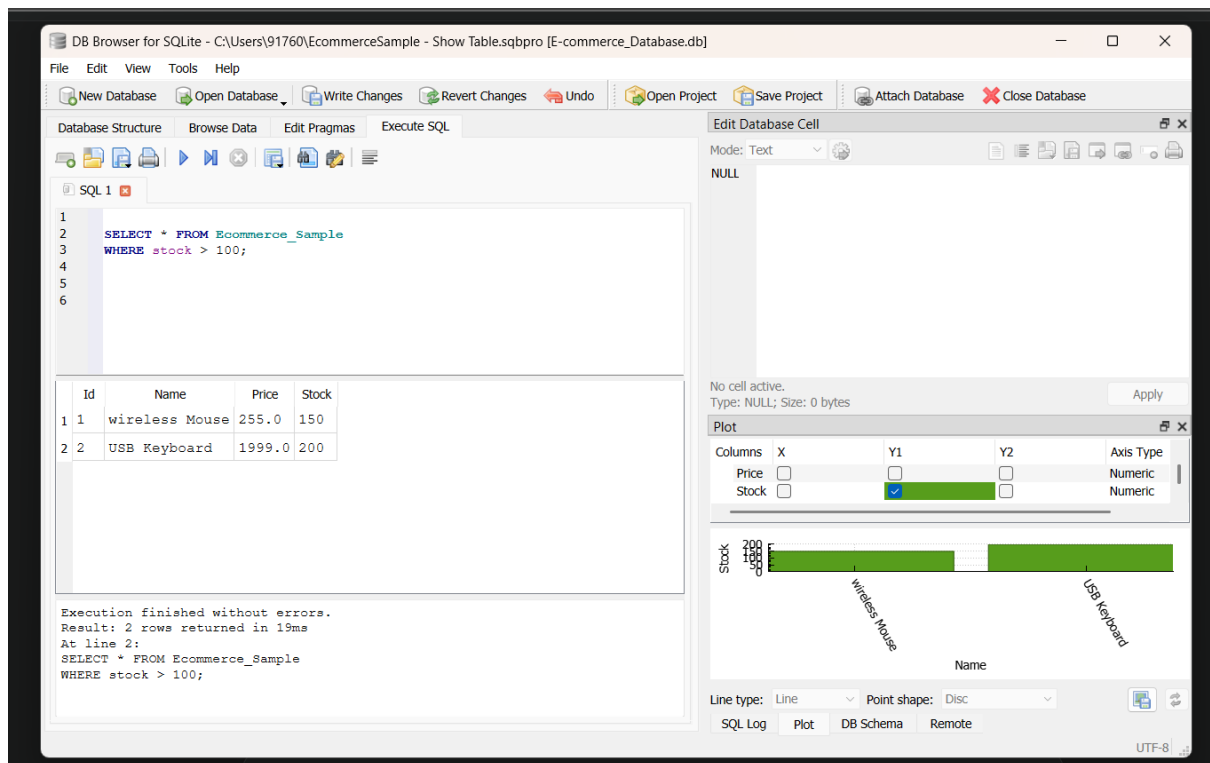 DB Browser for SQLite - C:\Users\91760\EcommerceSample - Show Table.sqbpro [E-commerce_Database.db]
File Edit View Tools Help
New Database Open Database Write Changes Revert Changes Undo Open Project Save Project Attach Database Close Database
Database Structure Browse Data Edit Pragmas Execute SQL
SQL 1
1
2 SELECT * FROM Ecommerce_Sample
3 WHERE stock > 100;
4
5
6
Id Name Price Stock
1 1 wireless Mouse 255.0 150
2 2 USB Keyboard 1999.0 200
Execution finished without errors.
Result: 2 rows returned in 19ms
At line 2:
SELECT * FROM Ecommerce_Sample
WHERE stock > 100;
Edit Database Cell
Mode: Text
NULL
No cell active.
Type: NULL; Size: 0 bytes
Apply
Plot
Columns X Y1 Y2 Axis Type
Price Numeric
Stock Numeric
Stock
200
150
100
50
0
wireless Mouse
USB Keyboard
Name
Line type: Line Point shape: Disc
SQL Log Plot DB Schema Remote
UTF-8